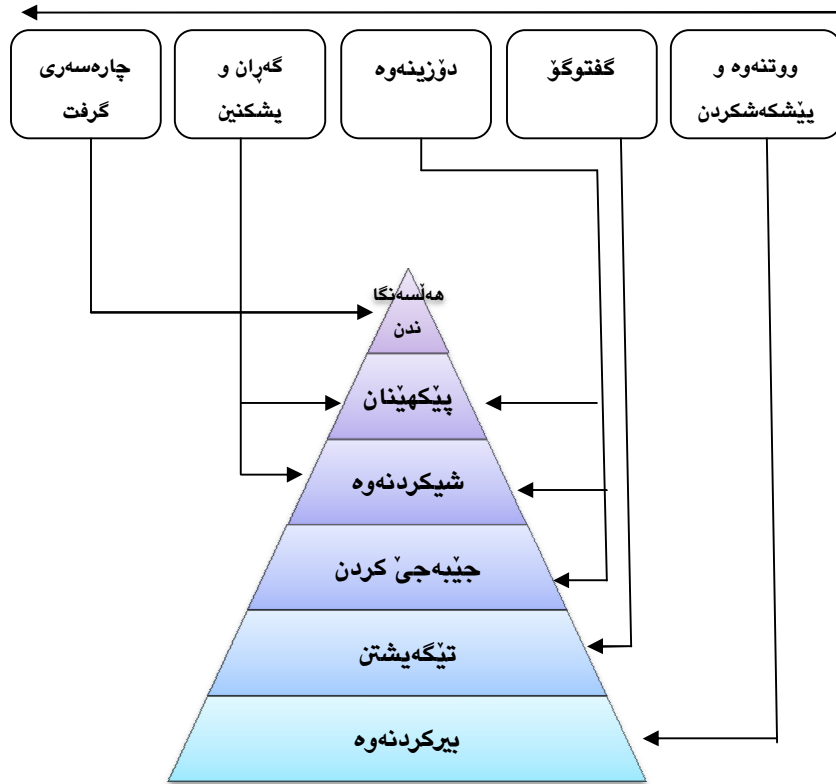 ووتنەوە و
پێشکەشکردن
گفتوگۆ
دۆزینەوە
گەڕان و
پشکنین
چارەسەری
گرفت
هەڵسەنگا
ندن
پێکهێنان
شیکردنەوە
جێبەجێ کردن
تێگەیشتن
بیرکردنەوە